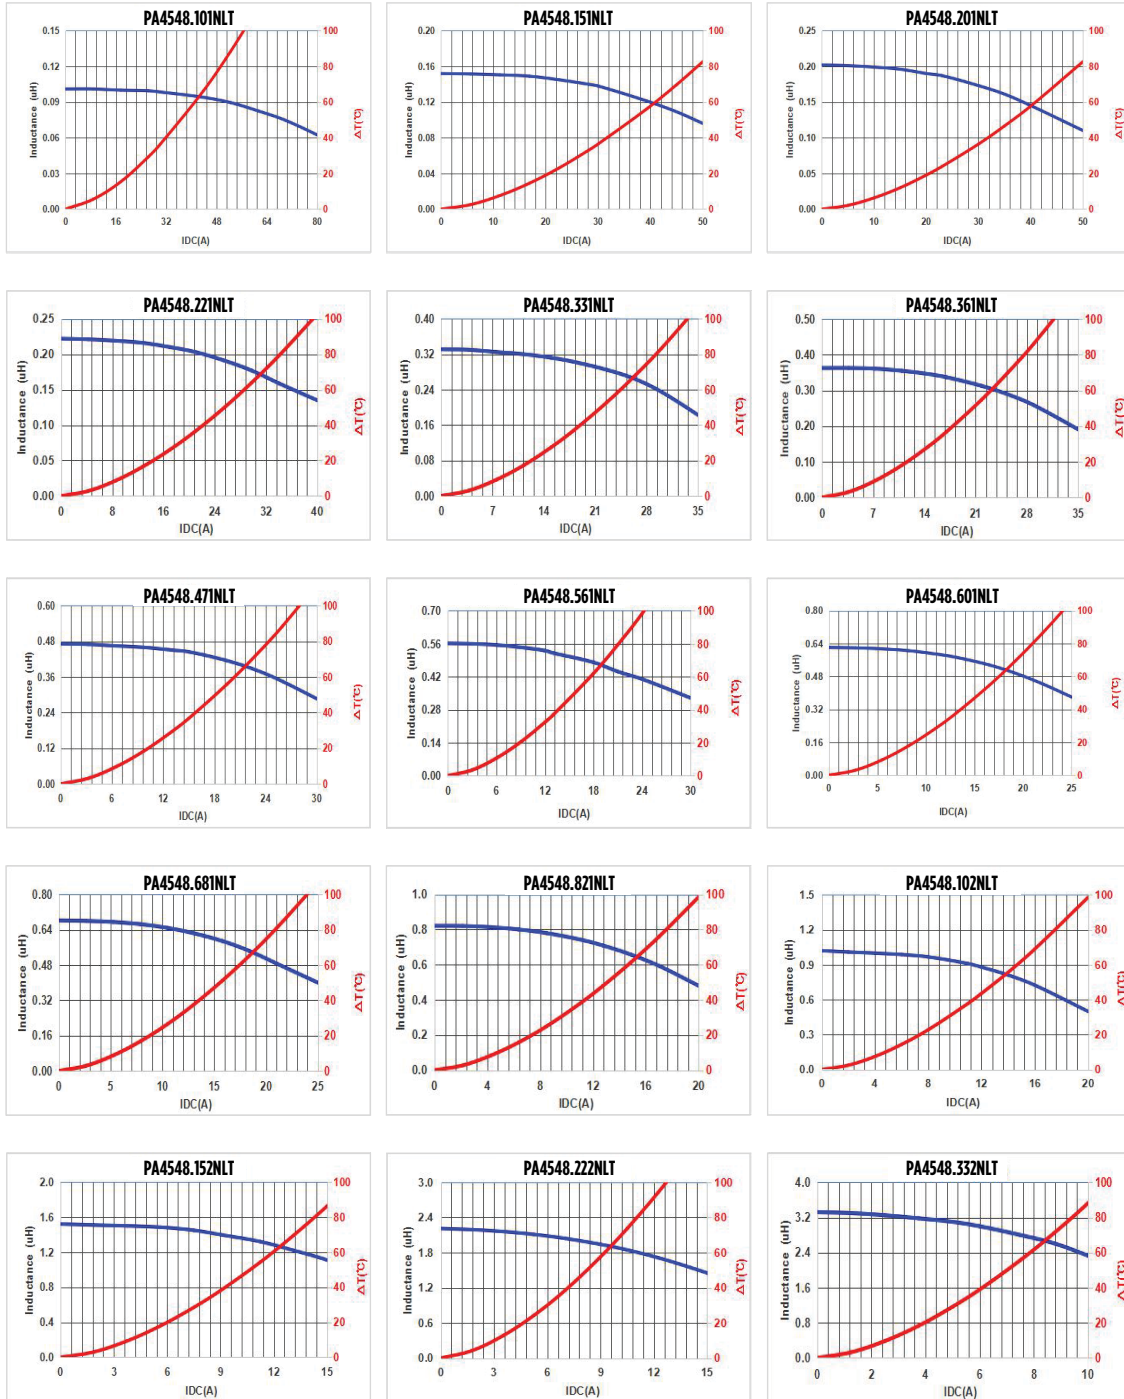 PA4548.101NLT
0.15
0.12
0.09
0.06
0.03
0.00
Inductance (uH)
0 16 32 48 64 80
IDC(A)
100
80
60
40
20
0
△T(℃)
PA4548.151NLT
0.20
0.16
0.12
0.08
0.04
0.00
Inductance (uH)
0 10 20 30 40 50
IDC(A)
100
80
60
40
20
0
△T(℃)
PA4548.201NLT
0.25
0.20
0.15
0.10
0.05
0.00
Inductance (uH)
0 10 20 30 40 50
IDC(A)
100
80
60
40
20
0
△T(℃)
PA4548.221NLT
0.25
0.20
0.15
0.10
0.05
0.00
Inductance (uH)
0 8 16 24 32 40
IDC(A)
100
80
60
40
20
0
△T(℃)
PA4548.331NLT
0.40
0.32
0.24
0.16
0.08
0.00
Inductance (uH)
0 7 14 21 28 35
IDC(A)
100
80
60
40
20
0
△T(℃)
PA4548.361NLT
0.50
0.40
0.30
0.20
0.10
0.00
Inductance (uH)
0 7 14 21 28 35
IDC(A)
100
80
60
40
20
0
△T(℃)
PA4548.471NLT
0.60
0.48
0.36
0.24
0.12
0.00
Inductance (uH)
0 6 12 18 24 30
IDC(A)
100
80
60
40
20
0
△T(℃)
PA4548.561NLT
0.70
0.56
0.42
0.28
0.14
0.00
Inductance (uH)
0 6 12 18 24 30
IDC(A)
100
80
60
40
20
0
△T(℃)
PA4548.601NLT
0.80
0.64
0.48
0.32
0.16
0.00
Inductance (uH)
0 5 10 15 20 25
IDC(A)
100
80
60
40
20
0
△T(℃)
PA4548.681NLT
0.80
0.64
0.48
0.32
0.16
0.00
Inductance (uH)
0 5 10 15 20 25
IDC(A)
100
80
60
40
20
0
△T(℃)
PA4548.821NLT
1.0
0.8
0.6
0.4
0.2
0.0
Inductance (uH)
0 4 8 12 16 20
IDC(A)
100
80
60
40
20
0
△T(℃)
PA4548.102NLT
1.5
1.2
0.9
0.6
0.3
0.0
Inductance (uH)
0 4 8 12 16 20
IDC(A)
100
80
60
40
20
0
△T(℃)
PA4548.152NLT
2.0
1.6
1.2
0.8
0.4
0.0
Inductance (uH)
0 3 6 9 12 15
IDC(A)
100
80
60
40
20
0
△T(℃)
PA4548.222NLT
3.0
2.4
1.8
1.2
0.6
0.0
Inductance (uH)
0 3 6 9 12 15
IDC(A)
100
80
60
40
20
0
△T(℃)
PA4548.332NLT
4.0
3.2
2.4
1.6
0.8
0.0
Inductance (uH)
0 2 4 6 8 10
IDC(A)
100
80
60
40
20
0
△T(℃)